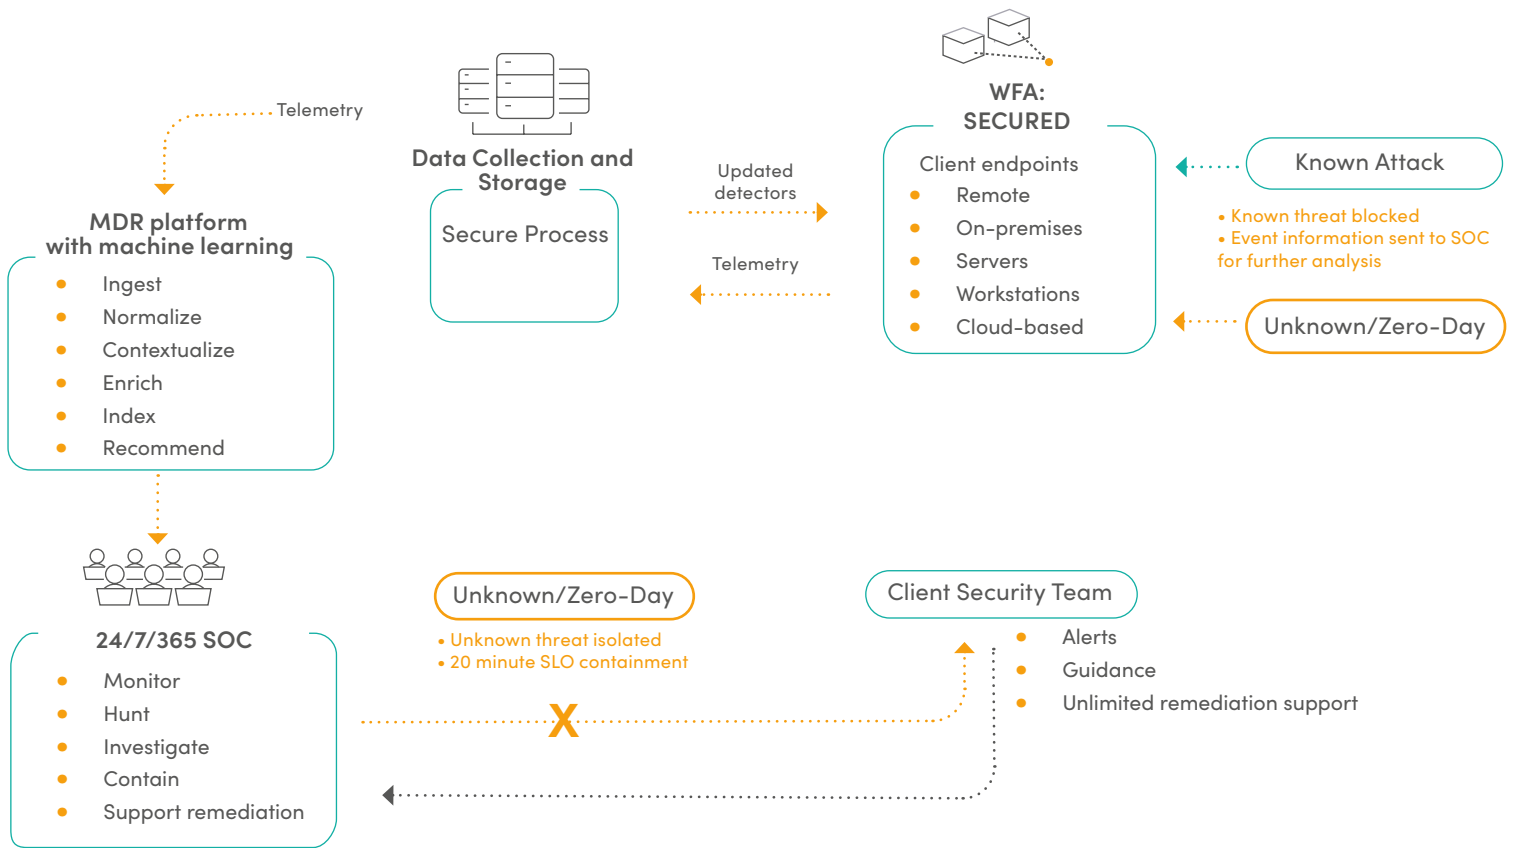 Telemetry
MDR platform
with machine learning
• Ingest
• Normalize
• Contextualize
• Enrich
• Index
• Recommend
Data Collection and
Storage
Secure Process
Updated
detectors
Telemetry
WFA:
SECURED
Client endpoints
• Remote
• On-premises
• Servers
• Workstations
• Cloud-based
Known Attack
• Known threat blocked
• Event information sent to SOC
for further analysis
Unknown/Zero-Day
24/7/365 SOC
• Monitor
• Hunt
• Investigate
• Contain
• Support remediation
Unknown/Zero-Day
• Unknown threat isolated
• 20 minute SLO containment
X
Client Security Team
• Alerts
• Guidance
• Unlimited remediation support